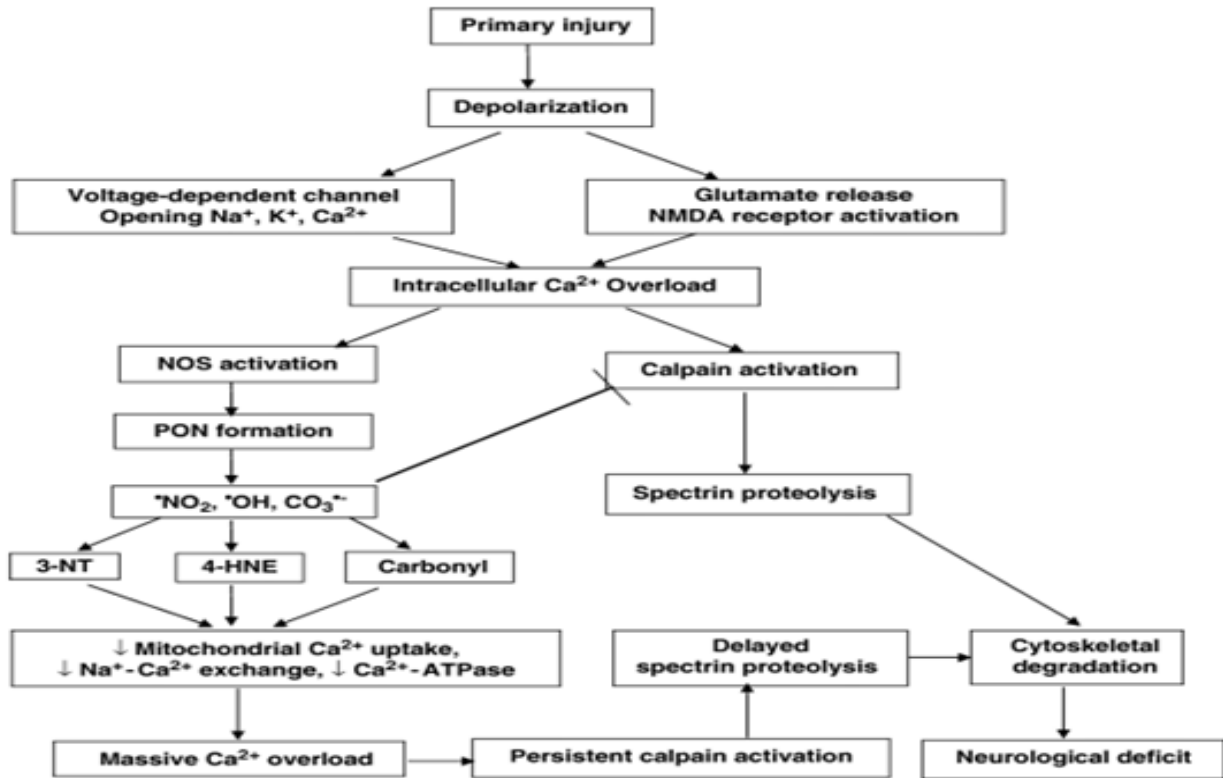 Primary injury
Depolarization
Voltage-dependent channel
Opening Na⁺, K⁺, Ca²⁺
Glutamate release
NMDA receptor activation
Intracellular Ca²⁺ Overload
NOS activation
Calpain activation
PON formation
•NO₂, •OH, CO₃•-
Spectrin proteolysis
3-NT
4-HNE
Carbonyl
↓ Mitochondrial Ca²⁺ uptake,
↓ Na⁺-Ca²⁺ exchange, ↓ Ca²⁺-ATPase
Delayed
spectrin proteolysis
Cytoskeletal
degradation
Massive Ca²⁺ overload
Persistent calpain activation
Neurological deficit